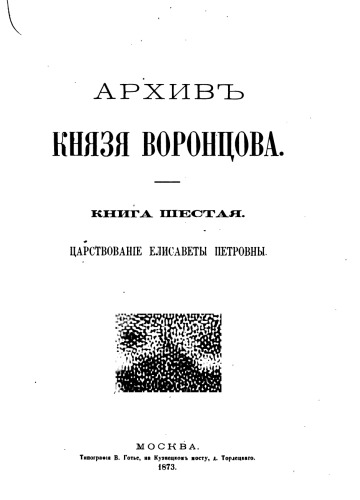 АРХИВЪ
КНЯЗЯ ВОРОНЦОВА.
КНИГА ШЕСТАЯ.
ЦАРСТВОВАНІЕ ЕЛИСАВЕТЫ ПЕТРОВНЫ.
МОСКВА.
Типографія В. Готье, на Кузнецкомъ мосту, д. Торлецкаго.
1873.